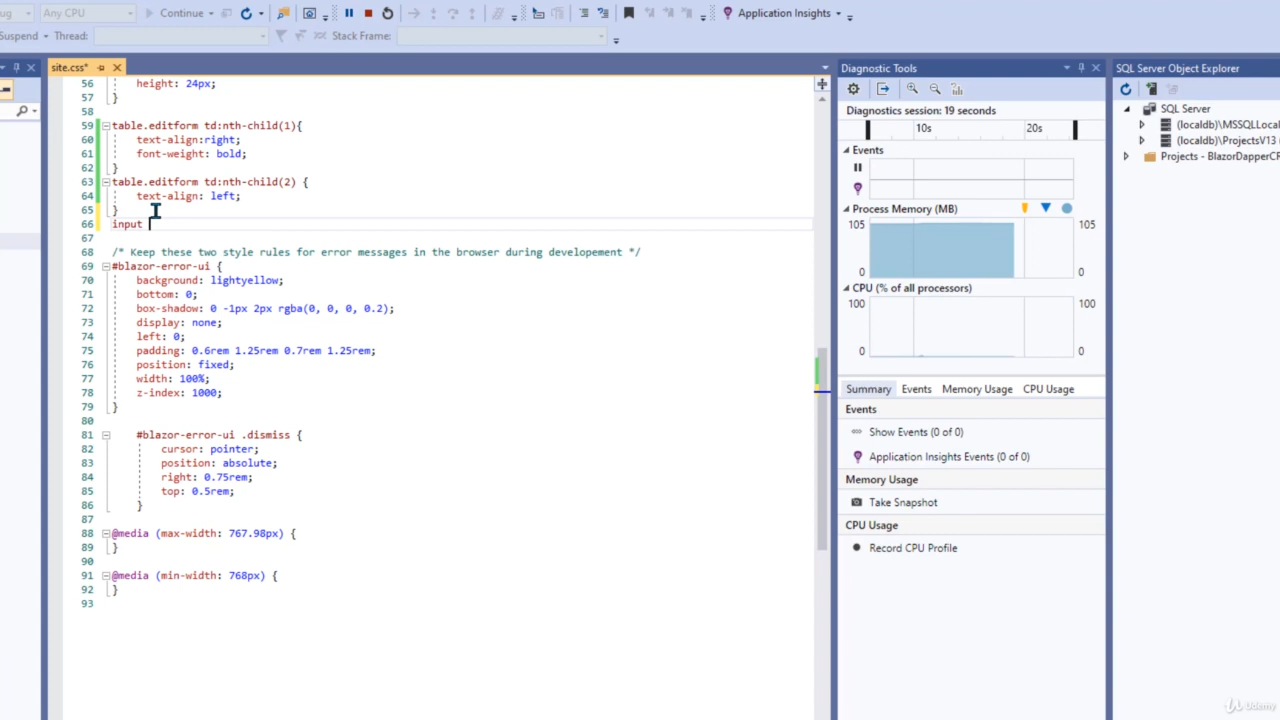 ug Any CPU Continue Application Insights
Suspend Thread: Stack Frame:
site.css*
56 height: 24px;
57 }
58
59 table.editform td:nth-child(1){
60 text-align:right;
61 font-weight: bold;
62 }
63 table.editform td:nth-child(2) {
64 text-align: left;
65 }
66 input
67
68 /* Keep these two style rules for error messages in the browser during developement */
69 #blazor-error-ui {
70 background: lightyellow;
71 bottom: 0;
72 box-shadow: 0 -1px 2px rgba(0, 0, 0, 0.2);
73 display: none;
74 left: 0;
75 padding: 0.6rem 1.25rem 0.7rem 1.25rem;
76 position: fixed;
77 width: 100%;
78 z-index: 1000;
79 }
80
81 #blazor-error-ui .dismiss {
82 cursor: pointer;
83 position: absolute;
84 right: 0.75rem;
85 top: 0.5rem;
86 }
87
88 @media (max-width: 767.98px) {
89 }
90
91 @media (min-width: 768px) {
92 }
93
Diagnostic Tools
Diagnostics session: 19 seconds
10s 20s
Events
Process Memory (MB)
105 105
0 0
CPU (% of all processors)
100 100
0 0
Summary Events Memory Usage CPU Usage
Events
Show Events (0 of 0)
Application Insights Events (0 of 0)
Memory Usage
Take Snapshot
CPU Usage
Record CPU Profile
SQL Server Object Explorer
SQL Server
(localdb)\MSSQLLoca
(localdb)\ProjectsV13
Projects - BlazorDapperCR
Udemy